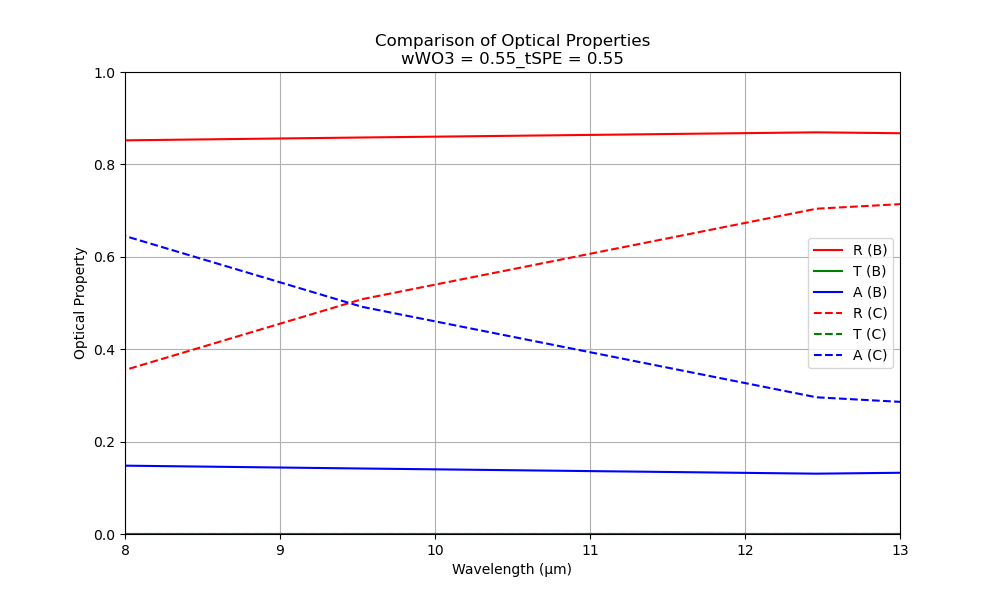 Comparison of Optical Properties
wWO3 = 0.55_tSPE = 0.55
1.0
0.8
0.6
0.4
0.2
0.0
Optical Property
R (B)
T (B)
A (B)
R (C)
T (C)
A (C)
8
9
10
11
12
13
Wavelength (μm)